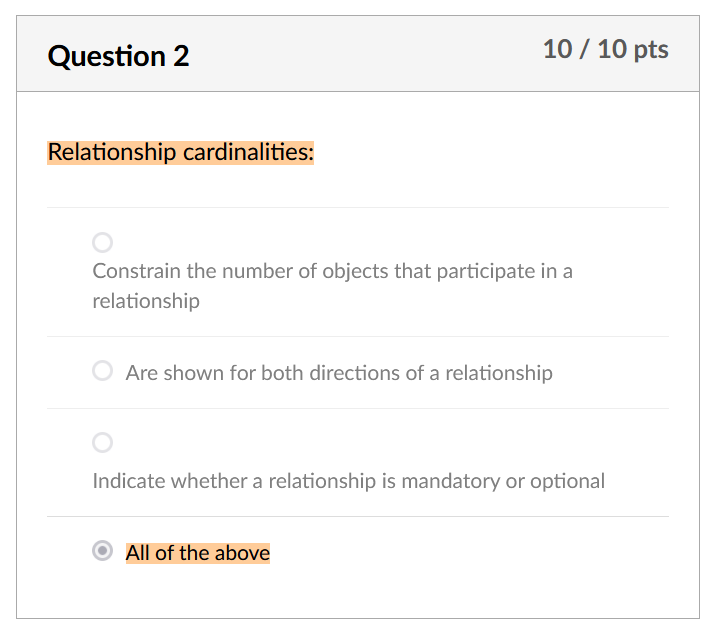 Question 2
10 / 10 pts
Relationship cardinalities:
Constrain the number of objects that participate in a
relationship
Are shown for both directions of a relationship
Indicate whether a relationship is mandatory or optional
All of the above